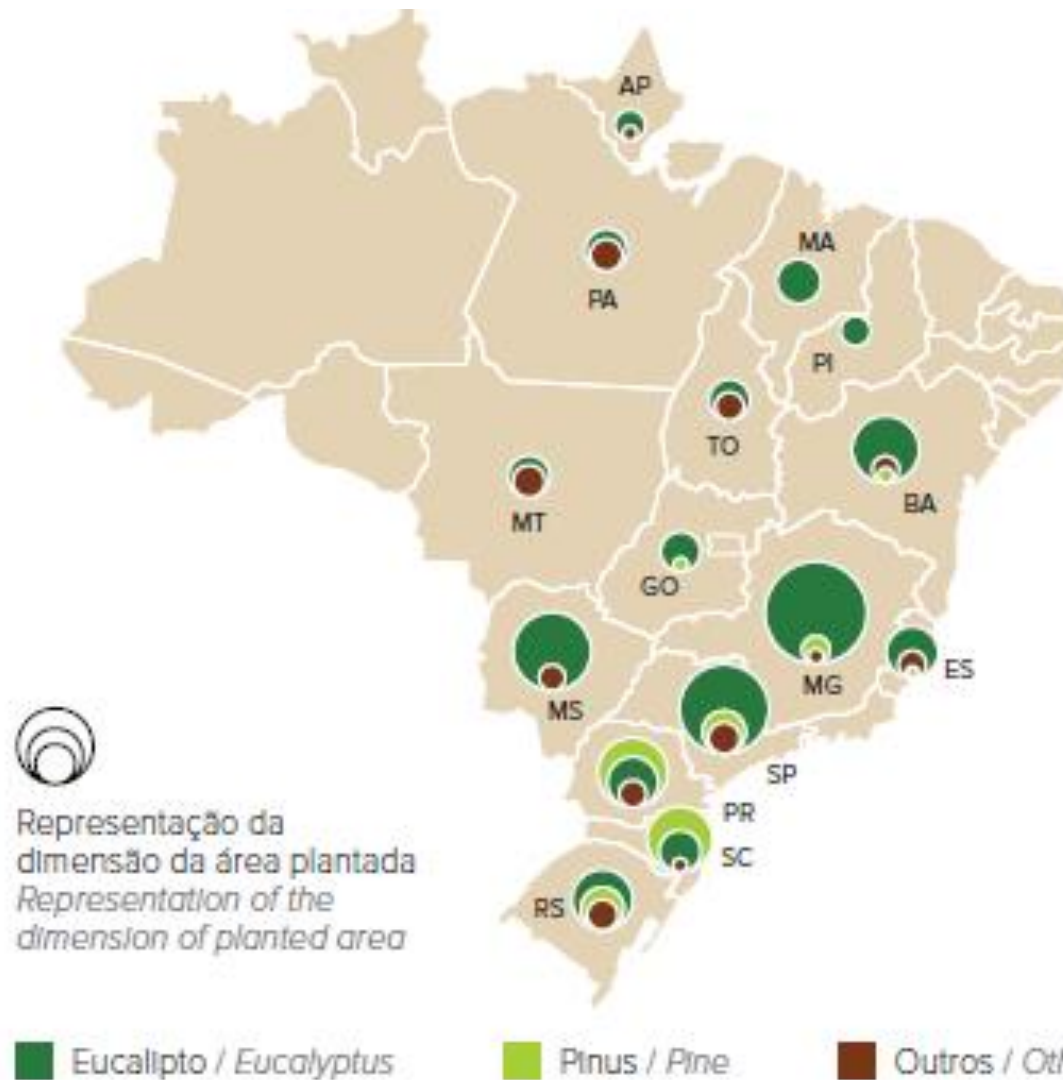 AP
MA
PA
PI
TO
BA
MT
GO
ES
MG
MS
SP
PR
SC
RS
Representação da
dimensão da área plantada
Representation of the
dimension of planted area
Eucalipto / Eucalyptus
Pinus / Pine
Outros / Oth